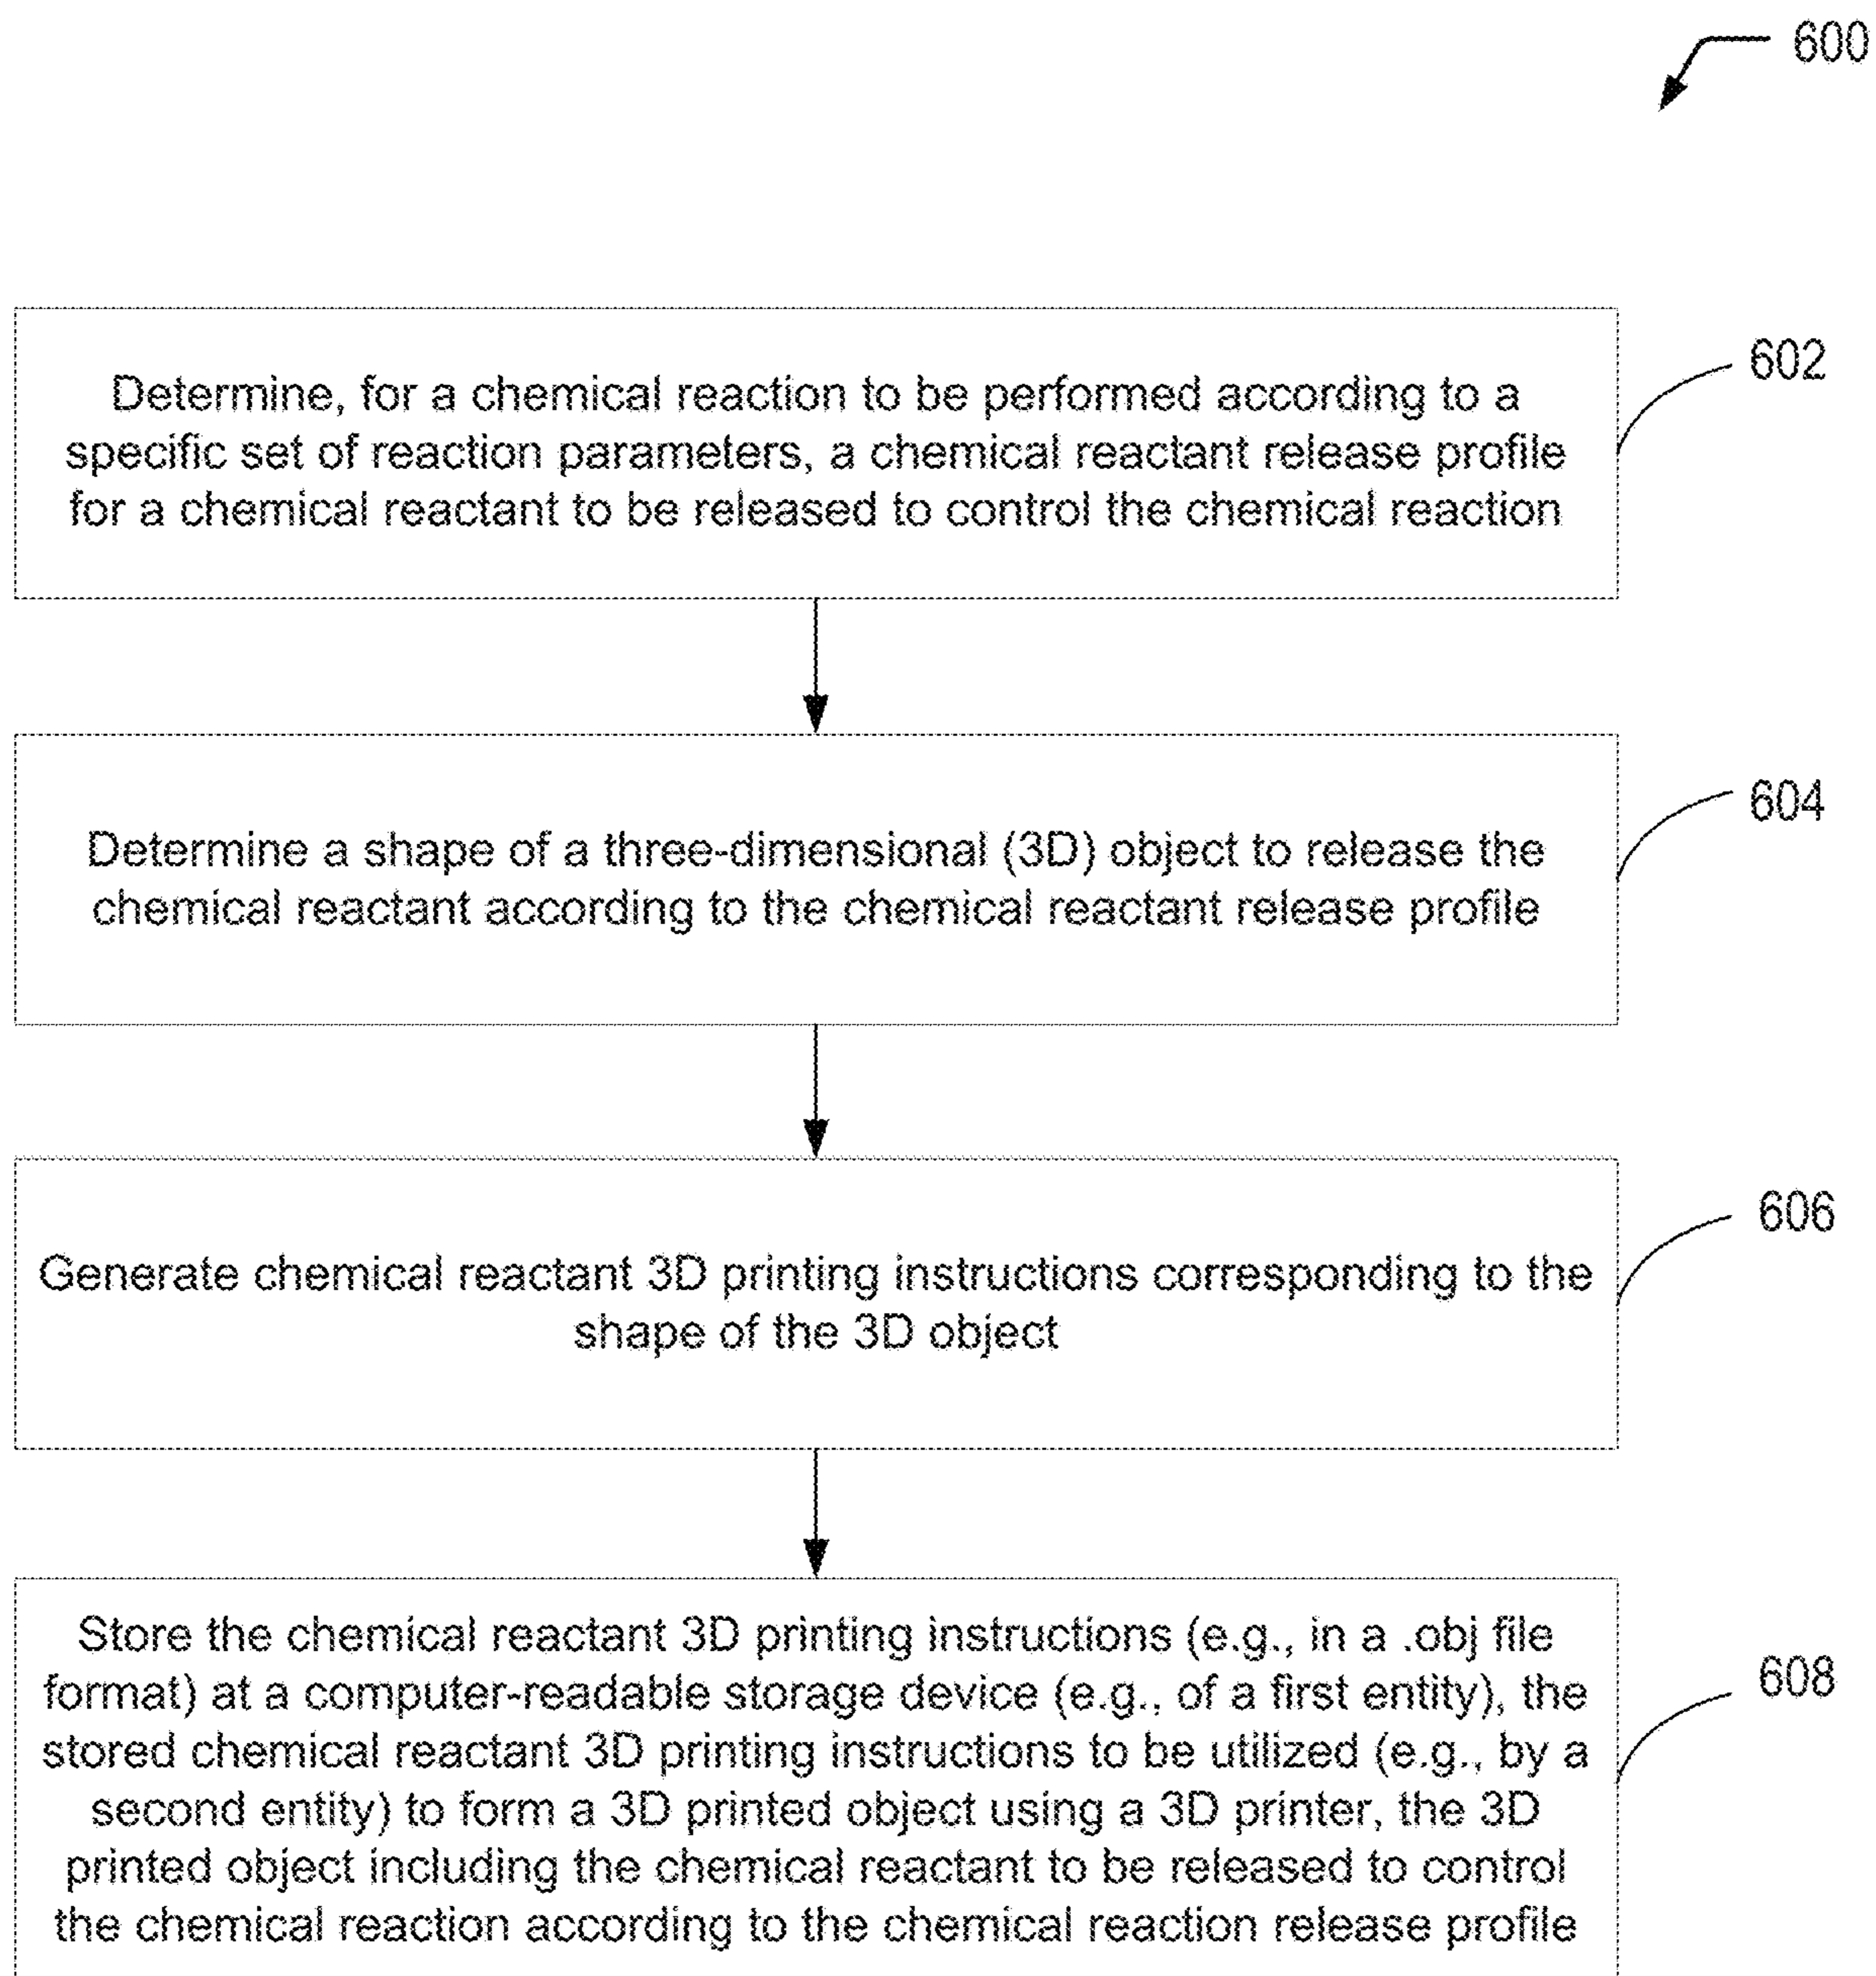 600
Determine, for a chemical reaction to be performed according to a
specific set of reaction parameters, a chemical reactant release profile
for a chemical reactant to be released to control the chemical reaction
602
Determine a shape of a three-dimensional (3D) object to release the
chemical reactant according to the chemical reactant release profile
604
Generate chemical reactant 3D printing instructions corresponding to the
shape of the 3D object
606
Store the chemical reactant 3D printing instructions (e.g., in a .obj file
format) at a computer-readable storage device (e.g., of a first entity), the
stored chemical reactant 3D printing instructions to be utilized (e.g., by a
second entity) to form a 3D printed object using a 3D printer, the 3D
printed object including the chemical reactant to be released to control
the chemical reaction according to the chemical reaction release profile
608